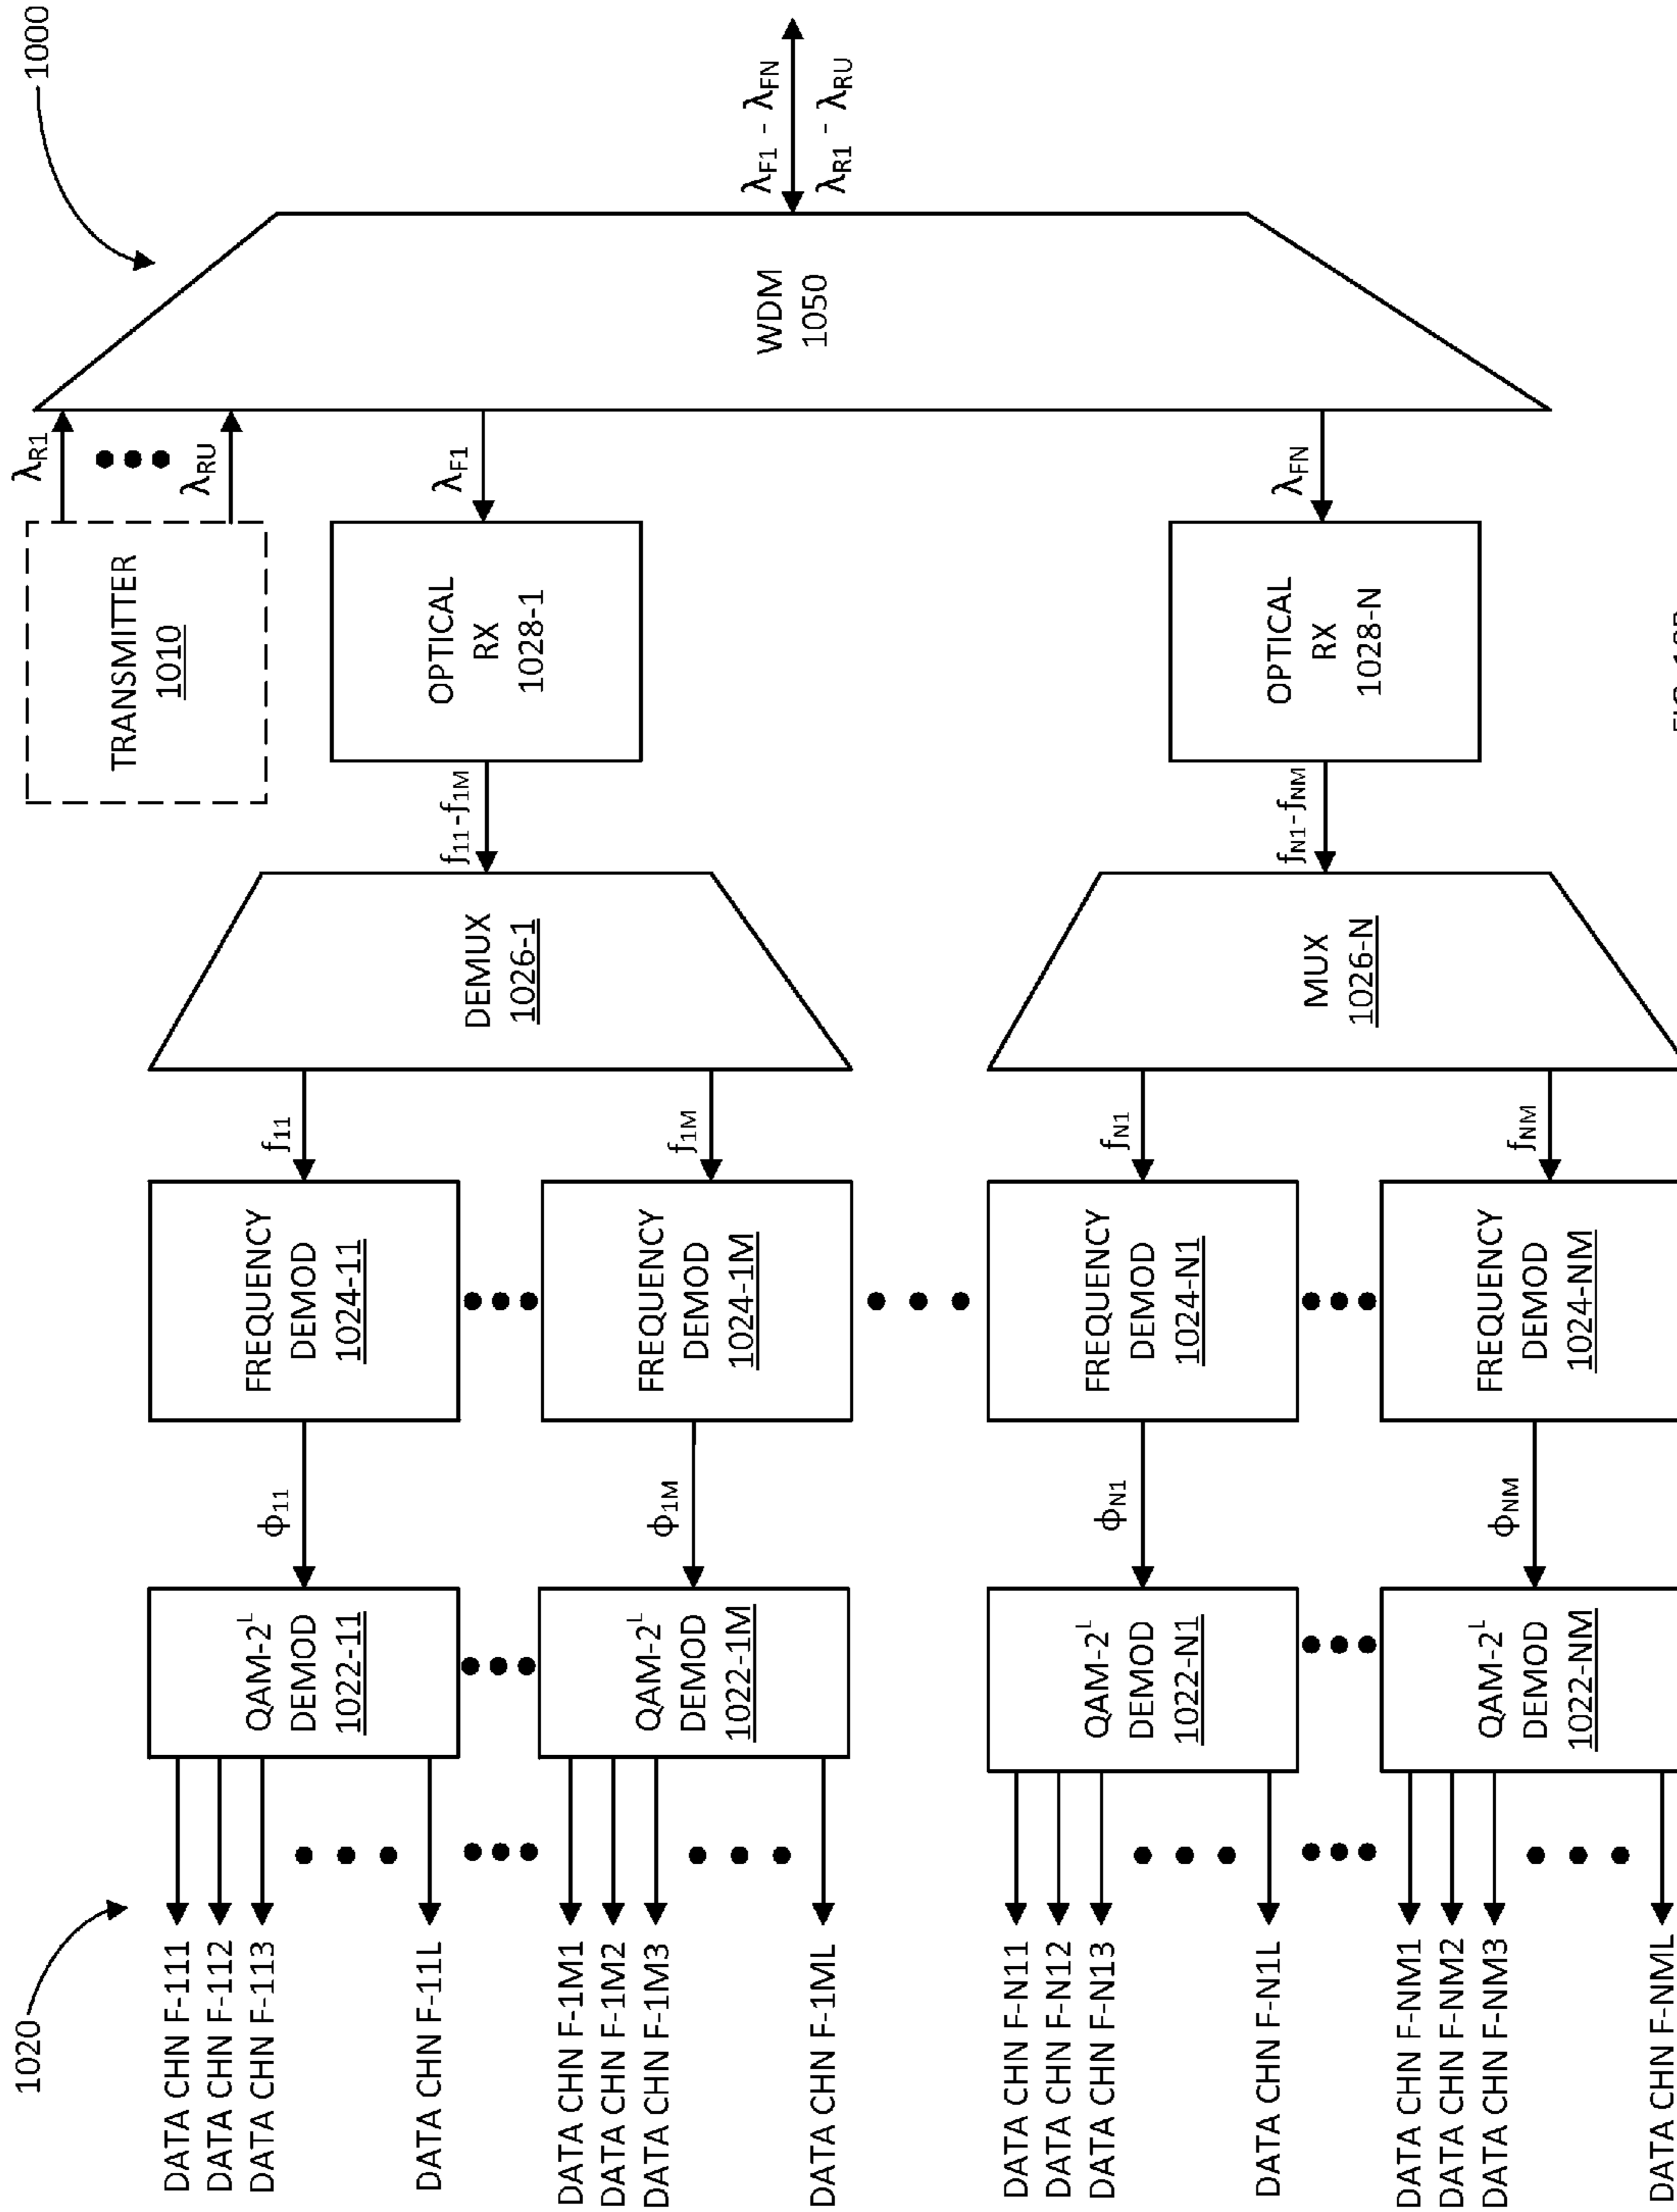 1020
1000
DATA CHN F-111
DATA CHN F-112
DATA CHN F-113
DATA CHN F-11L
DATA CHN F-1M1
DATA CHN F-1M2
DATA CHN F-1M3
DATA CHN F-1ML
DATA CHN F-N11
DATA CHN F-N12
DATA CHN F-N13
DATA CHN F-N1L
DATA CHN F-NM1
DATA CHN F-NM2
DATA CHN F-NM3
DATA CHN F-NML
QAM-2^L
DEMOD
1022-11
QAM-2^L
DEMOD
1022-1M
QAM-2^L
DEMOD
1022-N1
QAM-2^L
DEMOD
1022-NM
ϕ11
ϕ1M
ϕN1
ϕNM
FREQUENCY
DEMOD
1024-11
FREQUENCY
DEMOD
1024-1M
FREQUENCY
DEMOD
1024-N1
FREQUENCY
DEMOD
1024-NM
f11
f1M
fN1
fNM
DEMUX
1026-1
MUX
1026-N
f11-f1M
fN1-fNM
TRANSMITTER
1010
OPTICAL
RX
1028-1
OPTICAL
RX
1028-N
λR1
λRU
λF1
λFN
WDM
1050
λF1 - λFN
λR1 - λRU